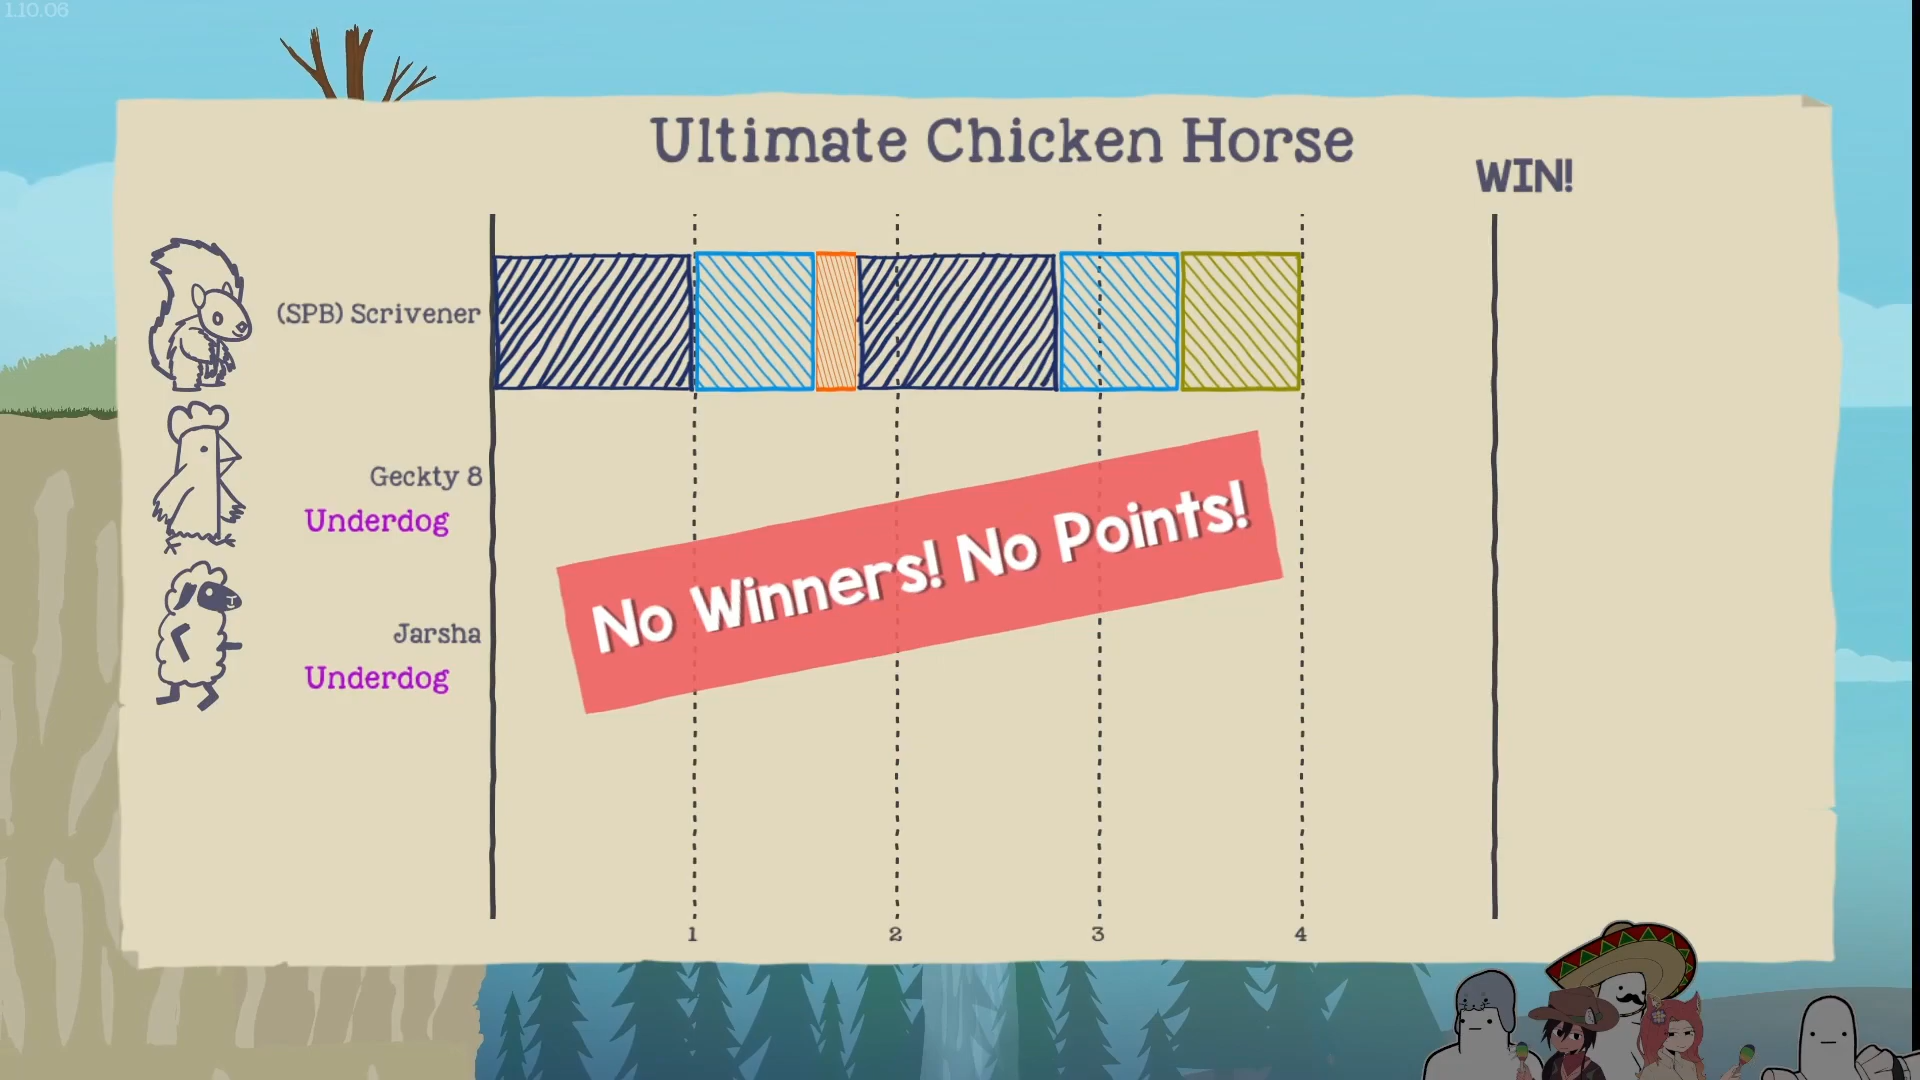 1.10.06
Ultimate Chicken Horse
WIN!
(SPB) Scrivener
Geckty 8
Underdog
No Winners! No Points!
Jarsha
Underdog
1 2 3 4